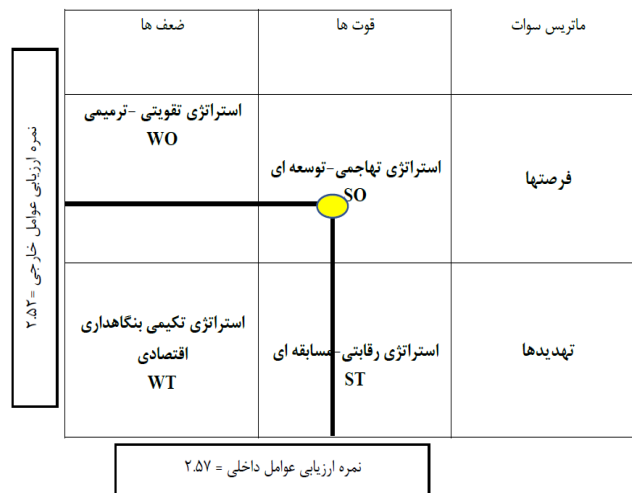 ماتریس سوات
قوت ها
ضعف ها
فرصتها
استراتژی تهاجمی-توسعه ای
SO
استراتژی تقویتی -ترمیمی
WO
تهدیدها
استراتژی رقابتی-مسابقه ای
ST
استراتژی تکیمی بنگاهداری
اقتصادی
WT
نمره ارزیابی عوامل خارجی = ۲.۵۲
نمره ارزیابی عوامل داخلی = ۲.۵۷